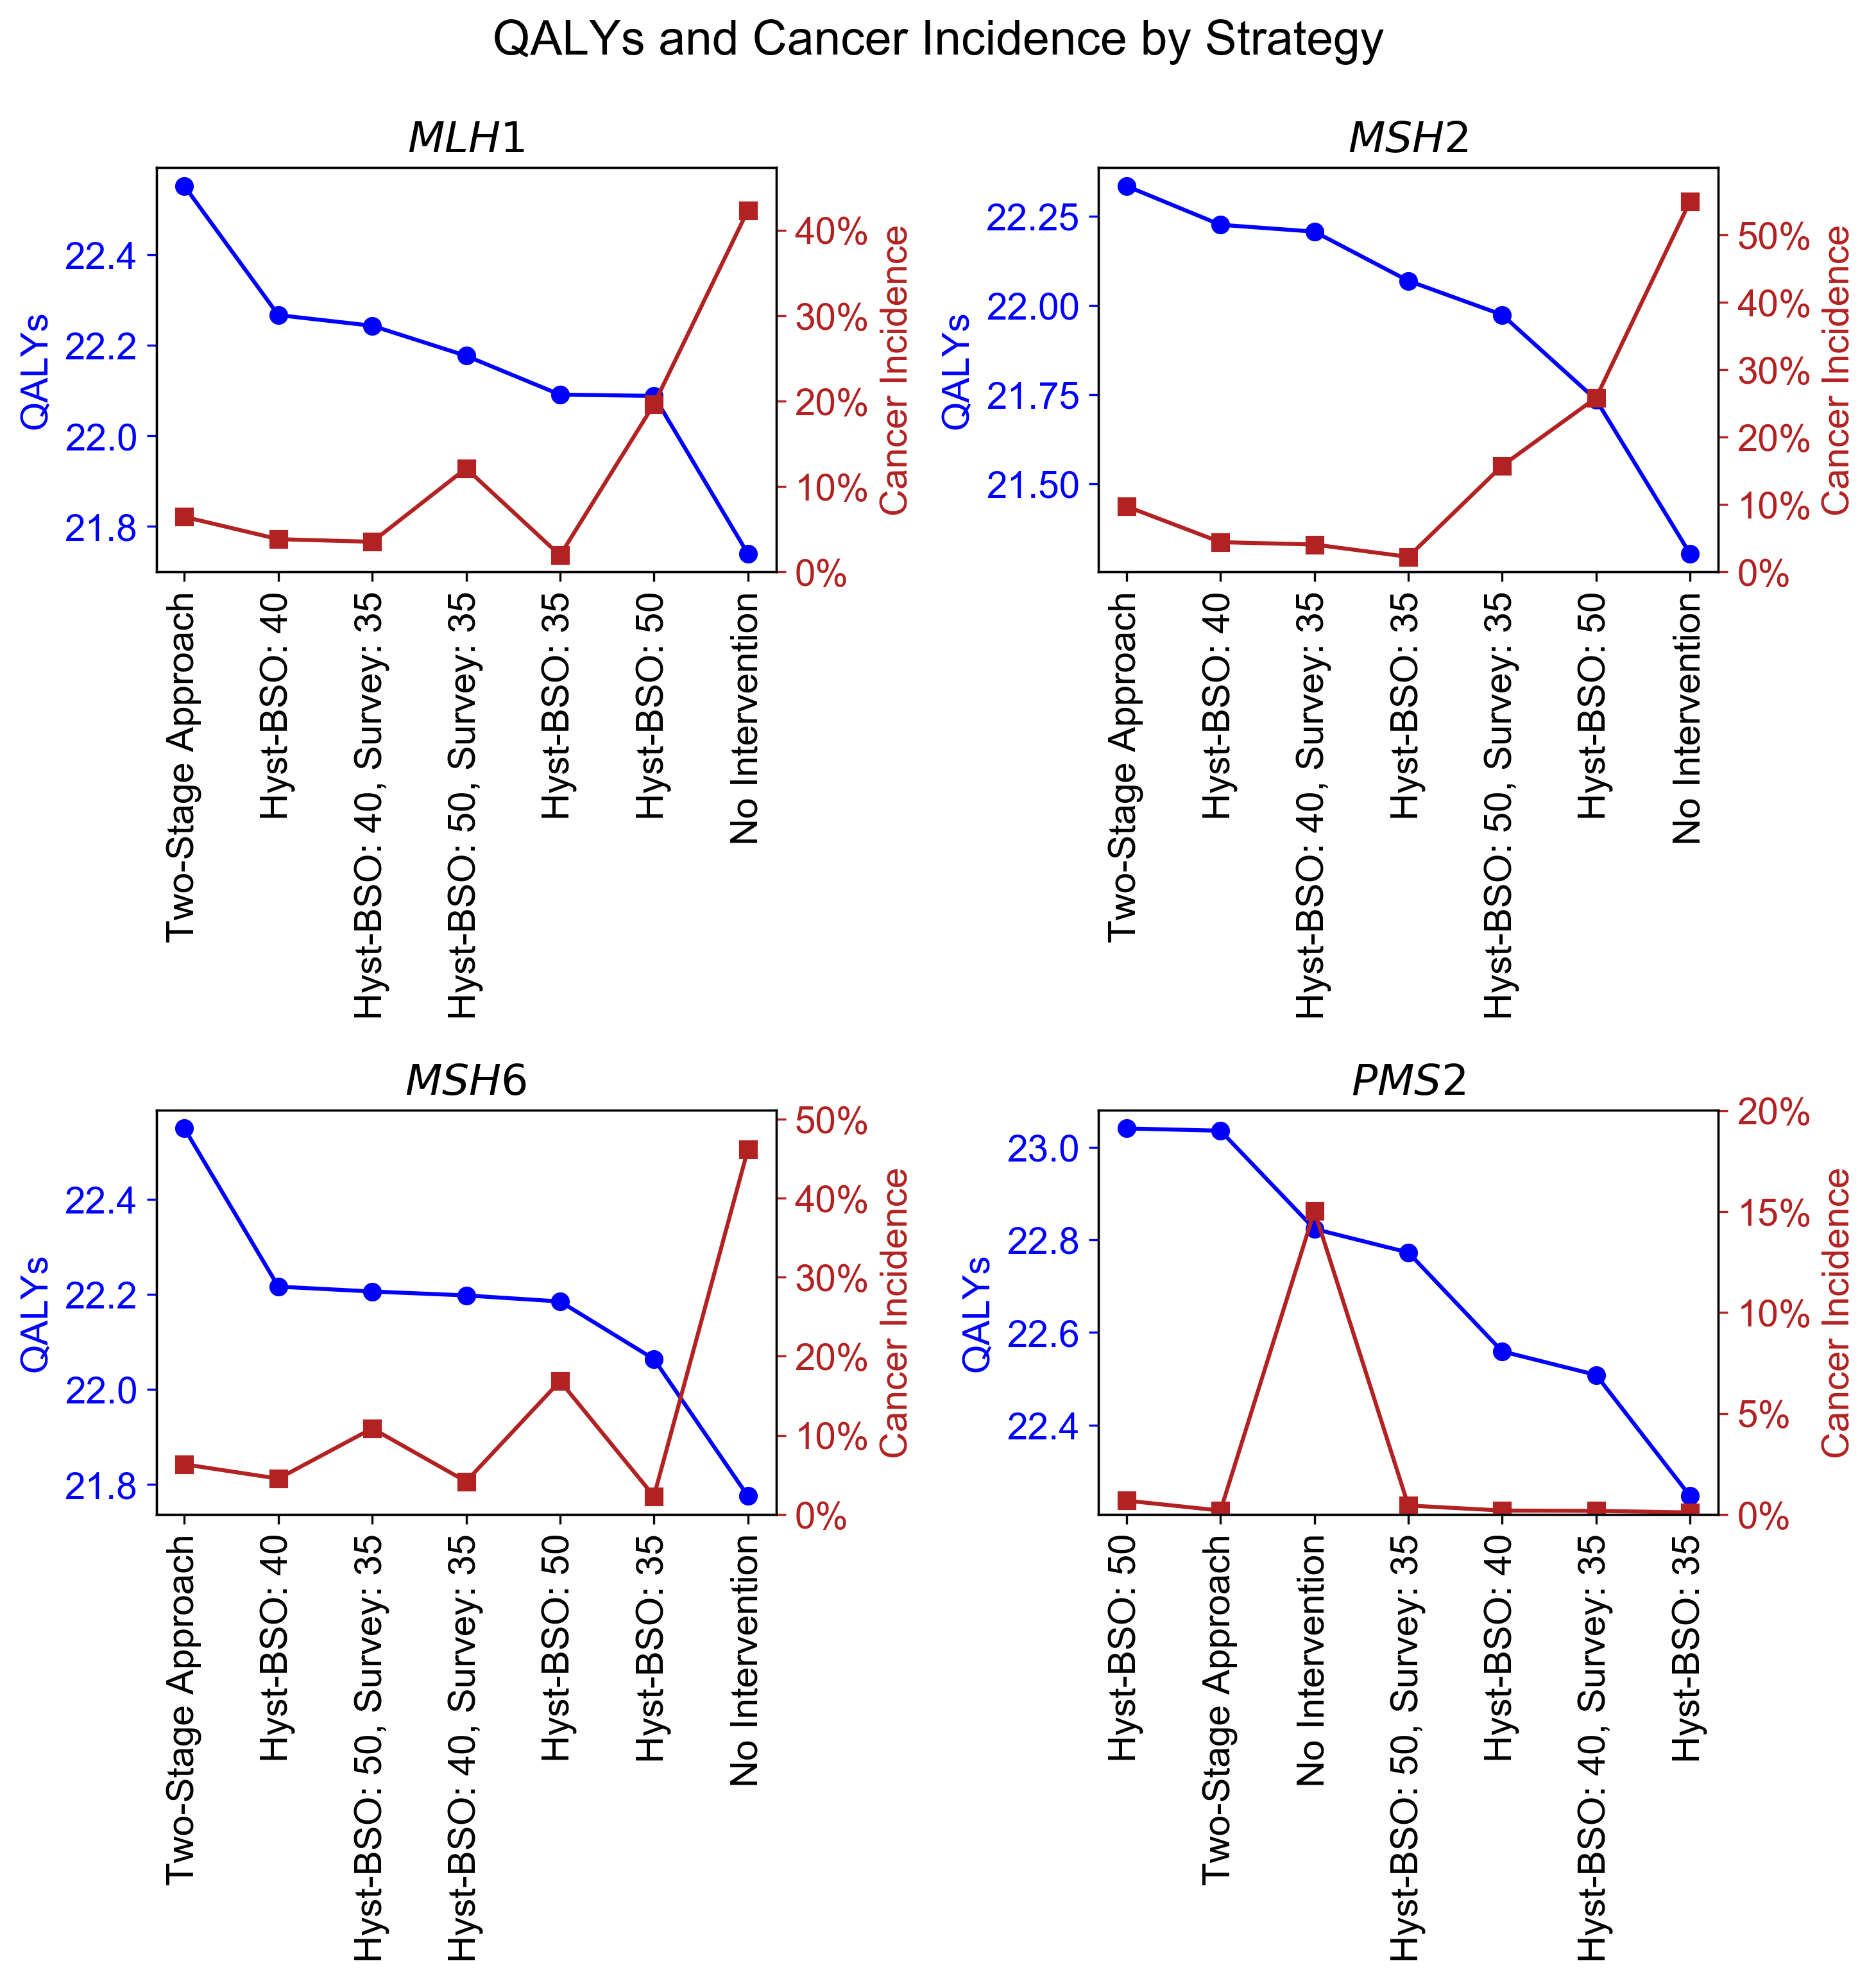 QALYs and Cancer Incidence by Strategy
MLH1
QALYs
22.4
22.2
22.0
21.8
40%
30%
20%
10%
0%
Cancer Incidence
Two-Stage Approach
Hyst-BSO: 40
Hyst-BSO: 40, Survey: 35
Hyst-BSO: 50, Survey: 35
Hyst-BSO: 35
Hyst-BSO: 50
No Intervention
MSH2
QALYs
22.25
22.00
21.75
21.50
50%
40%
30%
20%
10%
0%
Cancer Incidence
Two-Stage Approach
Hyst-BSO: 40
Hyst-BSO: 40, Survey: 35
Hyst-BSO: 35
Hyst-BSO: 50, Survey: 35
Hyst-BSO: 50
No Intervention
MSH6
QALYs
22.4
22.2
22.0
21.8
50%
40%
30%
20%
10%
0%
Cancer Incidence
Two-Stage Approach
Hyst-BSO: 40
Hyst-BSO: 50, Survey: 35
Hyst-BSO: 40, Survey: 35
Hyst-BSO: 50
Hyst-BSO: 35
No Intervention
PMS2
QALYs
23.0
22.8
22.6
22.4
20%
15%
10%
5%
0%
Cancer Incidence
Hyst-BSO: 50
Two-Stage Approach
No Intervention
Hyst-BSO: 50, Survey: 35
Hyst-BSO: 40
Hyst-BSO: 40, Survey: 35
Hyst-BSO: 35